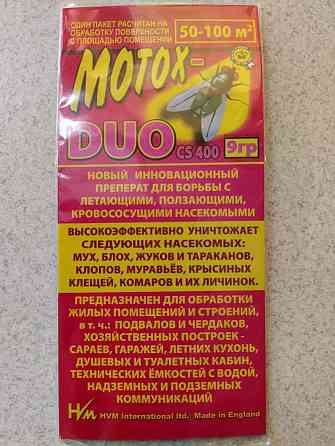 ОДИН ПАКЕТ РАСЧИТАН НА
ОБРАБОТКУ ПОВЕРХНОСТИ
С ПЛОЩАДЬЮ ПОМЕЩЕНИЙ
50-100 м²
MOTOX-
DUO
CS 400
9гр
НОВЫЙ ИННОВАЦИОННЫЙ
ПРЕПЕРАТ ДЛЯ БОРЬБЫ С
ЛЕТАЮЩИМИ, ПОЛЗАЮЩИМИ,
КРОВОСОСУЩИМИ НАСЕКОМЫМИ
ВЫСОКОЭФФЕКТИВНО УНИЧТОЖАЕТ
СЛЕДУЮЩИХ НАСЕКОМЫХ:
МУХ, БЛОХ, ЖУКОВ И ТАРАКАНОВ,
КЛОПОВ, МУРАВЬЁВ, КРЫСИНЫХ
КЛЕЩЕЙ, КОМАРОВ И ИХ ЛИЧИНОК.
ПРЕДНАЗНАЧЕН ДЛЯ ОБРАБОТКИ
ЖИЛЫХ ПОМЕЩЕНИЙ И СТРОЕНИЙ,
в т. ч.: ПОДВАЛОВ И ЧЕРДАКОВ,
ХОЗЯЙСТВЕННЫХ ПОСТРОЕК -
САРАЕВ, ГАРАЖЕЙ, ЛЕТНИХ КУХОНЬ,
ДУШЕВЫХ И ТУАЛЕТНЫХ КАБИН,
ТЕХНИЧЕСКИХ ЁМКОСТЕЙ С ВОДОЙ,
НАДЗЕМНЫХ И ПОДЗЕМНЫХ
КОММУНИКАЦИЙ
HVM HVM International ltd. Made in England